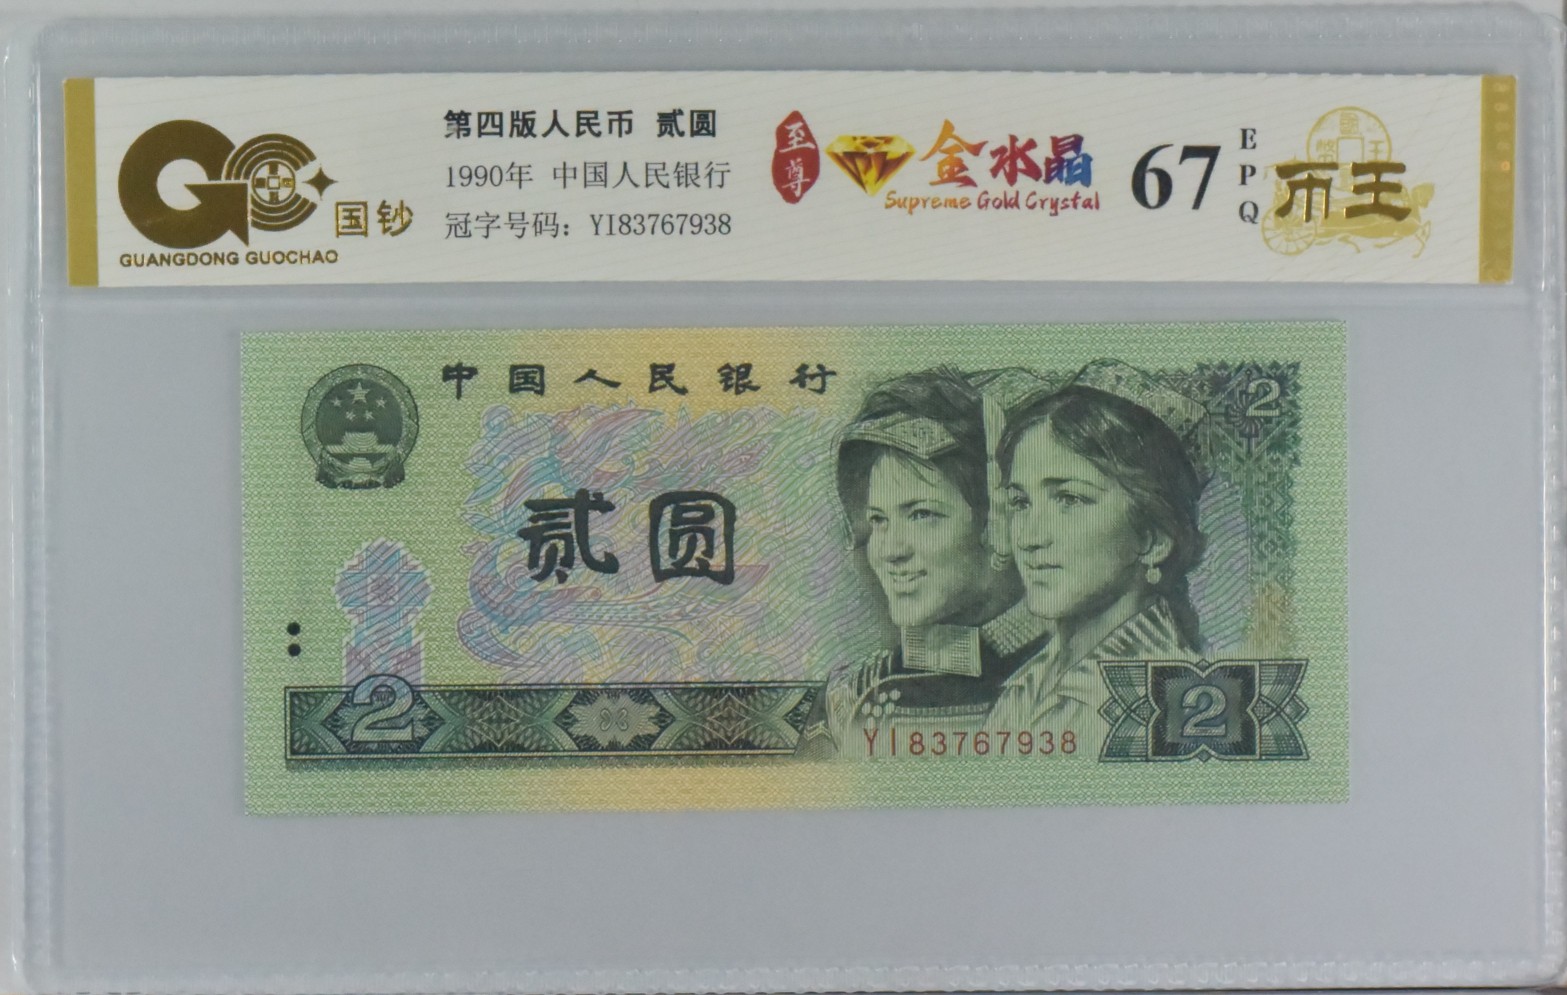 第四版人民币 贰圆
1990年 中国人民银行
冠字号码：YI83767938
国钞
GUANGDONG GUOCHAO
至尊
金水晶
Supreme Gold Crystal
67
EPQ
币王
中国人民银行
2
贰圆
2
YI83767938
2